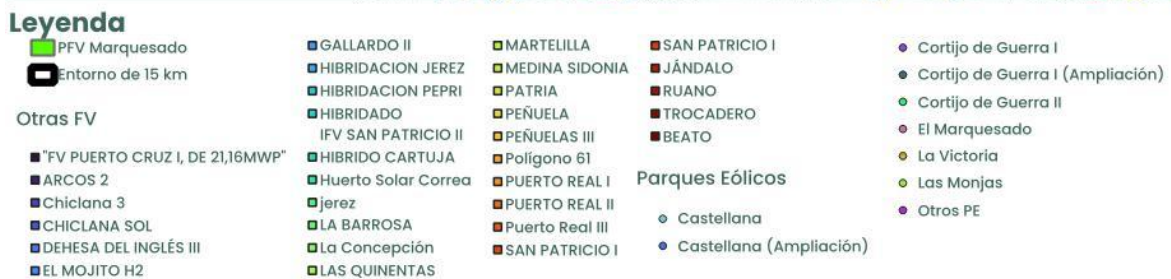 Leyenda
PFV Marquesado
Entorno de 15 km
Otras FV
"FV PUERTO CRUZ I, DE 21,16MWP"
ARCOS 2
Chiclana 3
CHICLANA SOL
DEHESA DEL INGLÉS III
EL MOJITO H2
GALLARDO II
HIBRIDACION JEREZ
HIBRIDACION PEPRI
HIBRIDADO
IFV SAN PATRICIO II
HIBRIDO CARTUJA
Huerto Solar Correa
jerez
LA BARROSA
La Concepción
LAS QUINENTAS
MARTELILLA
MEDINA SIDONIA
PATRIA
PEÑUELA
PEÑUELAS III
Polígono 61
PUERTO REAL I
PUERTO REAL II
Puerto Real III
SAN PATRICIO I
SAN PATRICIO I
JÁNDALO
RUANO
TROCADERO
BEATO
Parques Eólicos
Castellana
Castellana (Ampliación)
Cortijo de Guerra I
Cortijo de Guerra I (Ampliación)
Cortijo de Guerra II
El Marquesado
La Victoria
Las Monjas
Otros PE